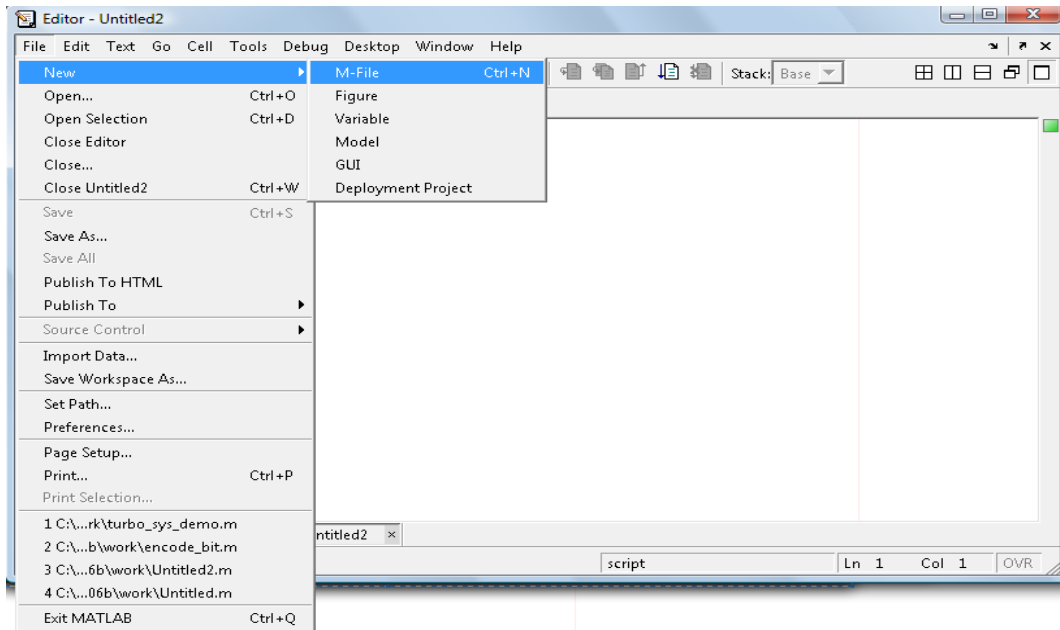 Editor - Untitled2
File Edit Text Go Cell Tools Debug Desktop Window Help
New
Open... Ctrl+O
Open Selection Ctrl+D
Close Editor
Close...
Close Untitled2 Ctrl+W
Save Ctrl+S
Save As...
Save All
Publish To HTML
Publish To
Source Control
Import Data...
Save Workspace As...
Set Path...
Preferences...
Page Setup...
Print... Ctrl+P
Print Selection...
1 C:\...rk\turbo_sys_demo.m
2 C:\...b\work\encode_bit.m
3 C:\...6b\work\Untitled2.m
4 C:\...06b\work\Untitled.m
Exit MATLAB Ctrl+Q
M-File Ctrl+N
Figure
Variable
Model
GUI
Deployment Project
Stack: Base
ntitled2
script Ln 1 Col 1 OVR